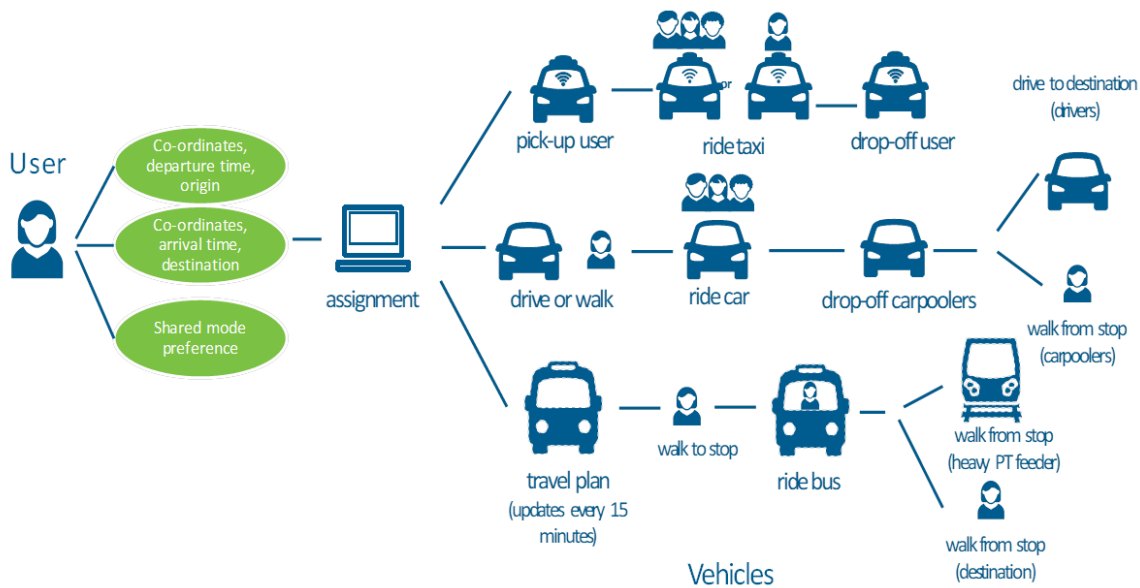 User
Co-ordinates,
departure time,
origin
Co-ordinates,
arrival time,
destination
Shared mode
preference
assignment
pick-up user
or
ride taxi
drop-off user
drive to destination
(drivers)
drive or walk
ride car
drop-off carpoolers
walk from stop
(carpoolers)
travel plan
(updates every 15
minutes)
walk to stop
ride bus
walk from stop
(heavy PT feeder)
walk from stop
(destination)
Vehicles